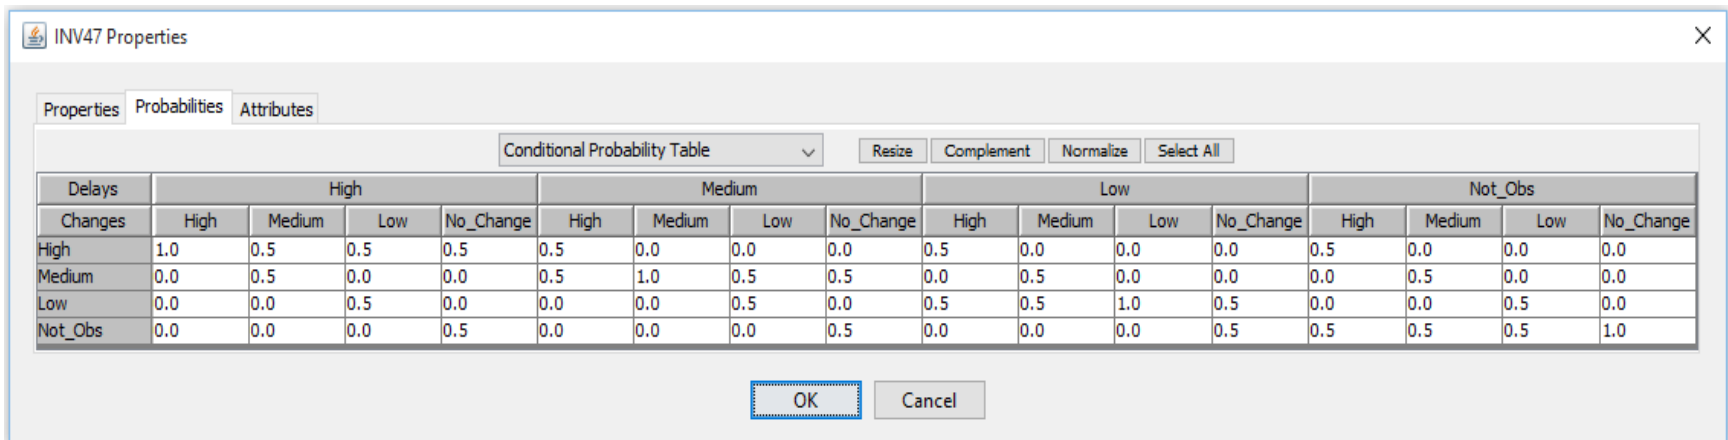 INV47 Properties
Properties Probabilities Attributes
Conditional Probability Table Resize Complement Normalize Select All
Delays High Medium Low Not_Obs
Changes High Medium Low No_Change High Medium Low No_Change High Medium Low No_Change High Medium Low No_Change
High 1.0 0.5 0.5 0.5 0.5 0.0 0.0 0.0 0.5 0.0 0.0 0.0 0.5 0.0 0.0 0.0
Medium 0.0 0.5 0.0 0.0 0.5 1.0 0.5 0.5 0.0 0.5 0.0 0.0 0.0 0.5 0.0 0.0
Low 0.0 0.0 0.5 0.0 0.0 0.0 0.5 0.0 0.5 0.5 1.0 0.5 0.0 0.0 0.5 0.0
Not_Obs 0.0 0.0 0.0 0.5 0.0 0.0 0.0 0.5 0.0 0.0 0.0 0.5 0.5 0.5 0.5 1.0
OK Cancel